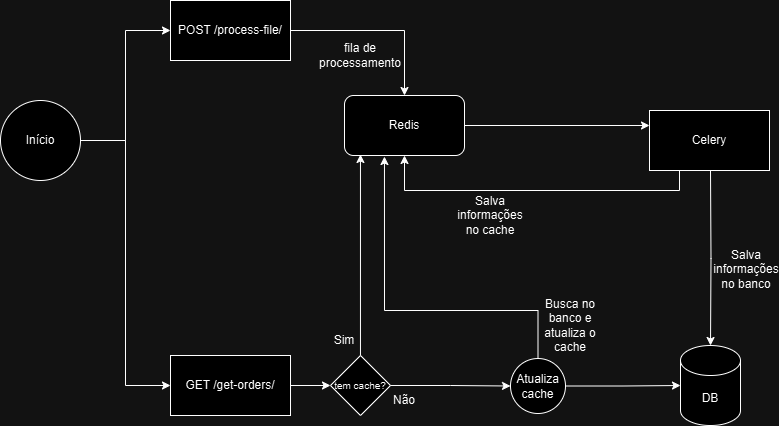 POST /process-file/
fila de
processamento
Início
Redis
Celery
Salva
informações
no cache
Salva
informações
no banco
Busca no
banco e
atualiza o
cache
Sim
GET /get-orders/
tem cache?
Não
Atualiza
cache
DB